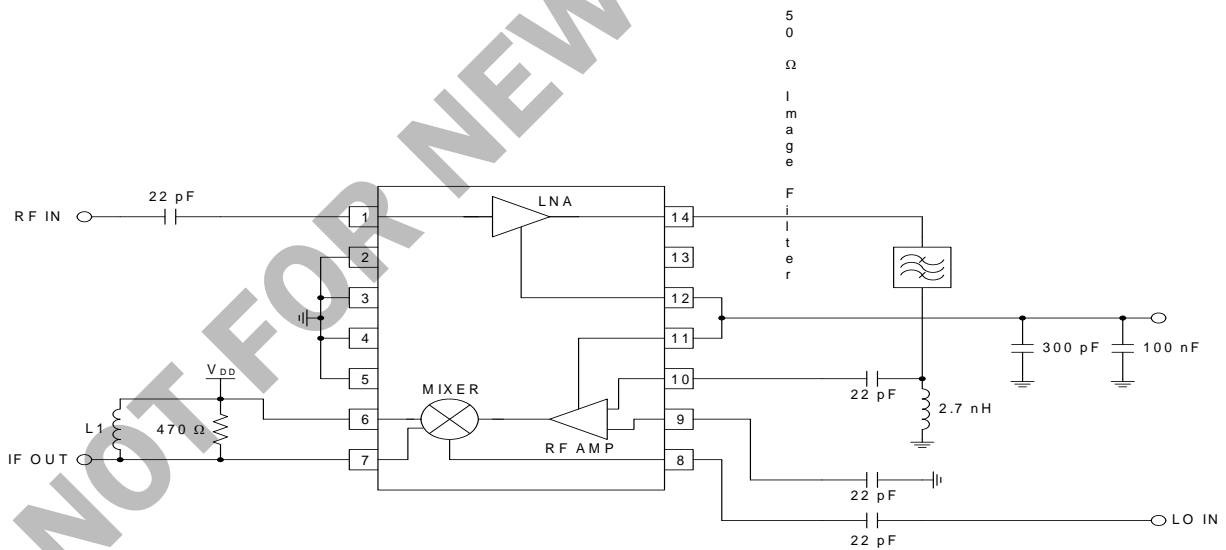 NOT FOR NEW
50 Ω Image Filter
22 pF
RF IN
LNA
1
14
2
13
3
12
4
11
300 pF
100 nF
5
10
VDD
MIXER
22 pF
2.7 nH
L1
470 Ω
6
9
RF AMP
IF OUT
7
8
22 pF
22 pF
LO IN